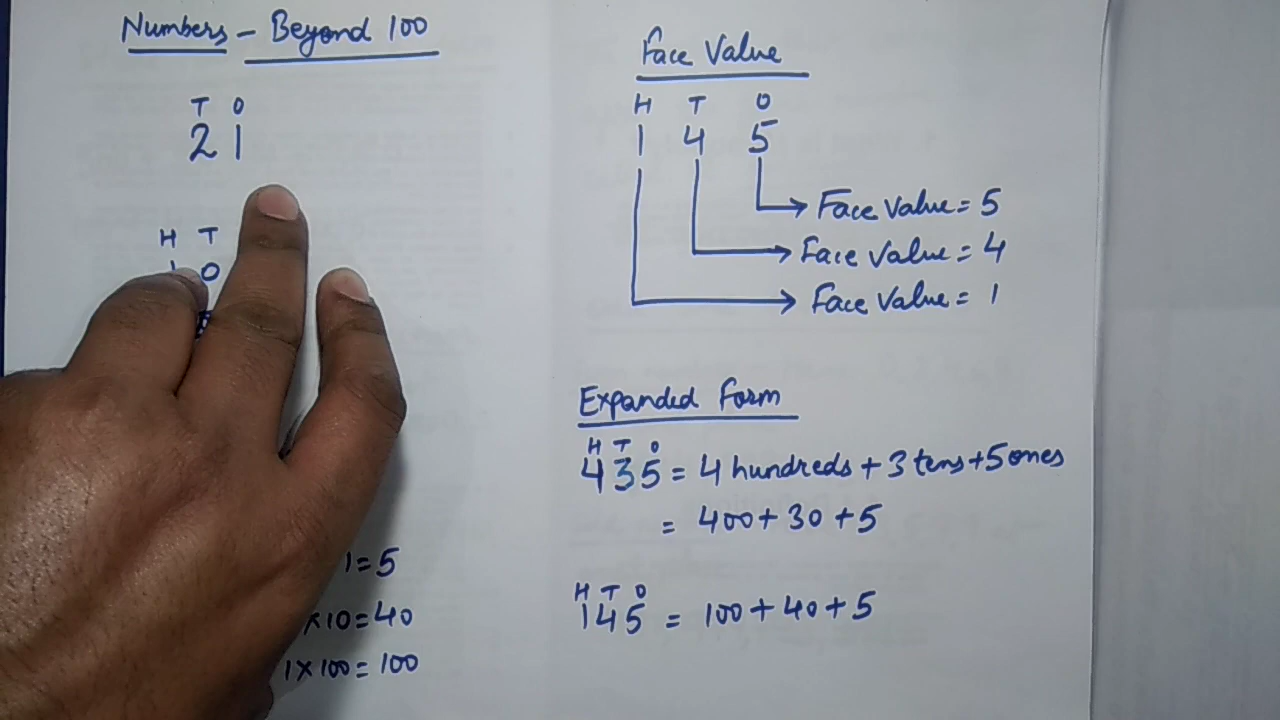 Numbers - Beyond 100
T O
2 1
H T
1 0
1=5
×10=40
1×100=100
Face Value
H T O
1 4 5
Face Value = 5
Face Value = 4
Face Value = 1
Expanded Form
H T O
435 = 4 hundreds + 3 tens + 5 ones
= 400 + 30 + 5
H T O
145 = 100 + 40 + 5